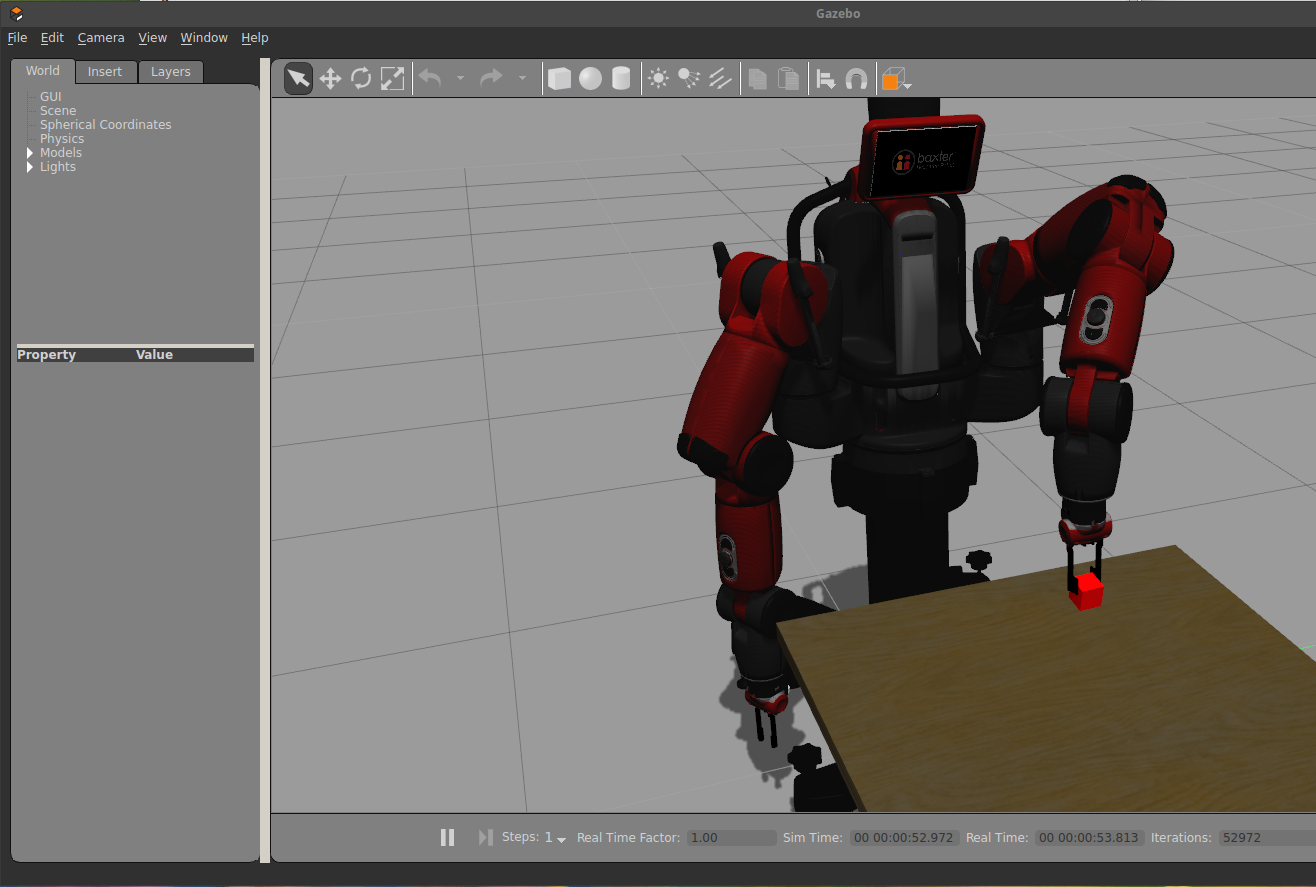 Gazebo
File Edit Camera View Window Help
World Insert Layers
GUI
Scene
Spherical Coordinates
Physics
Models
Lights
Property Value
baxter
Steps: 1 Real Time Factor: 1.00 Sim Time: 00 00:00:52.972 Real Time: 00 00:00:53.813 Iterations: 52972